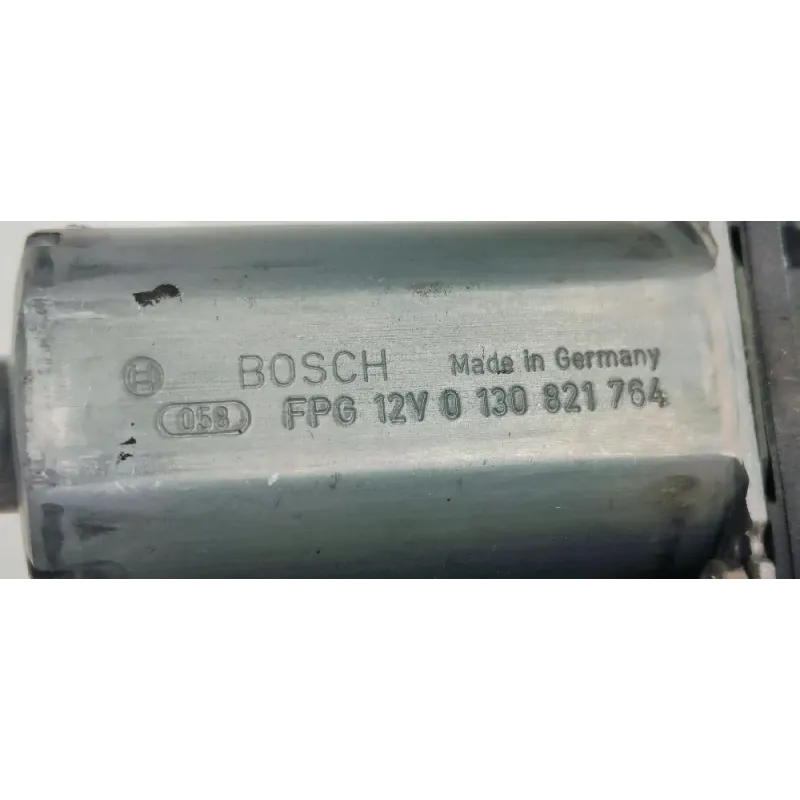 BOSCH Made in Germany
058 FPG 12V 0 130 821 764